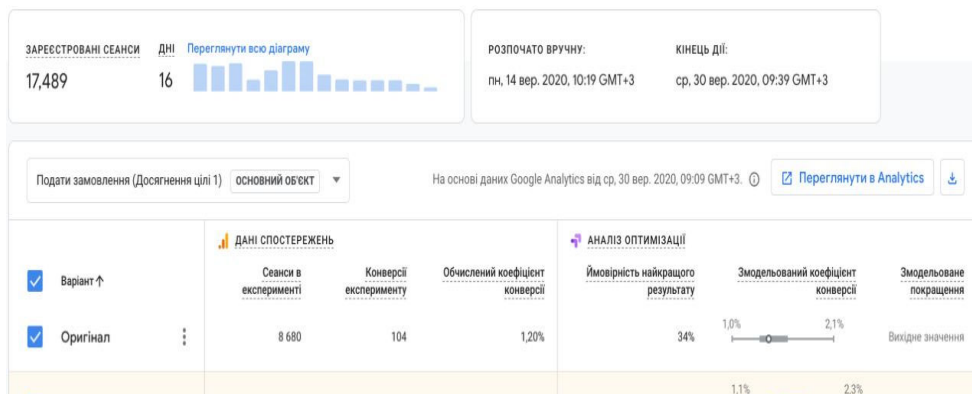 ЗАРЕЄСТРОВАНІ СЕАНСИ ДНІ Переглянути всю діаграму
17,489 16
РОЗПОЧАТО ВРУЧНУ: КІНЕЦЬ ДІЇ:
пн, 14 вер. 2020, 10:19 GMT+3 ср, 30 вер. 2020, 09:39 GMT+3
Подати замовлення (Досягнення цілі 1) ОСНОВНИЙ ОБ'ЄКТ
На основі даних Google Analytics від ср, 30 вер. 2020, 09:09 GMT+3. Переглянути в Analytics
ДАНІ СПОСТЕРЕЖЕНЬ АНАЛІЗ ОПТИМІЗАЦІЇ
Варіант
Сеанси в експерименті
Конверсії експерименту
Обчислений коефіцієнт конверсії
Ймовірність найкращого результату
Змодельований коефіцієнт конверсії
Змодельоване покращення
Оригінал 8 680 104 1,20% 34% 1,0% 2,1% Вихідне значення
1,1% 2,3%